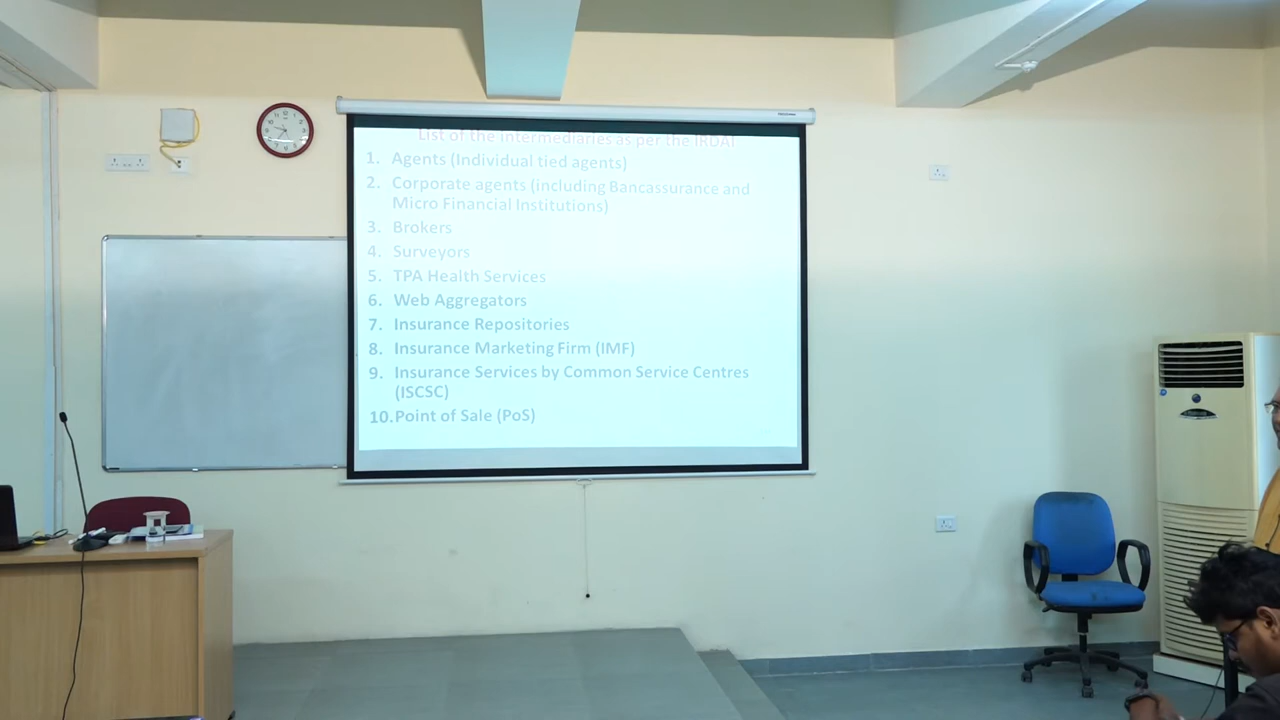 List of the Intermediaries as per the IRDAI
1. Agents (Individual tied agents)
2. Corporate agents (including Bancassurance and
Micro Financial Institutions)
3. Brokers
4. Surveyors
5. TPA Health Services
6. Web Aggregators
7. Insurance Repositories
8. Insurance Marketing Firm (IMF)
9. Insurance Services by Common Service Centres
(ISCSC)
10.Point of Sale (PoS)